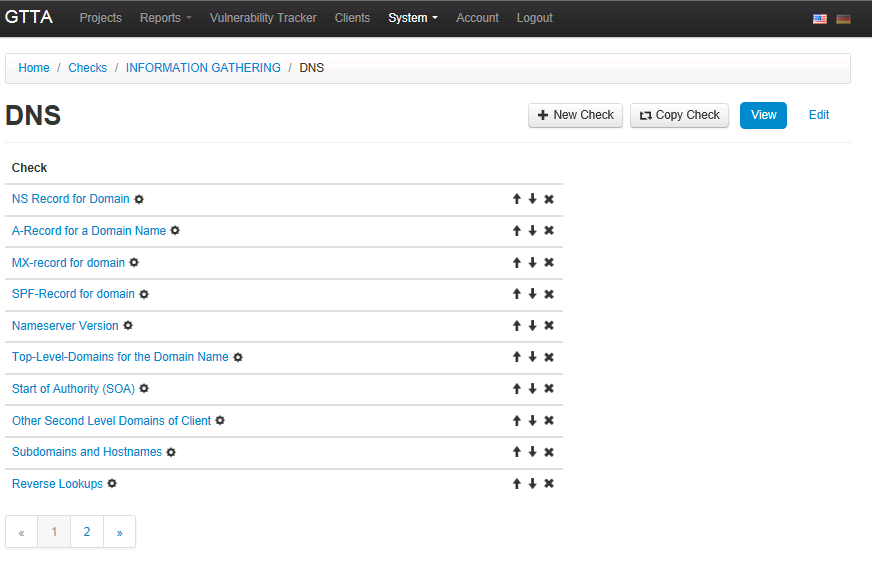 GTTA Projects Reports Vulnerability Tracker Clients System Account Logout
Home / Checks / INFORMATION GATHERING / DNS
DNS New Check Copy Check View Edit
Check
NS Record for Domain
A-Record for a Domain Name
MX-record for domain
SPF-Record for domain
Nameserver Version
Top-Level-Domains for the Domain Name
Start of Authority (SOA)
Other Second Level Domains of Client
Subdomains and Hostnames
Reverse Lookups
« 1 2 »